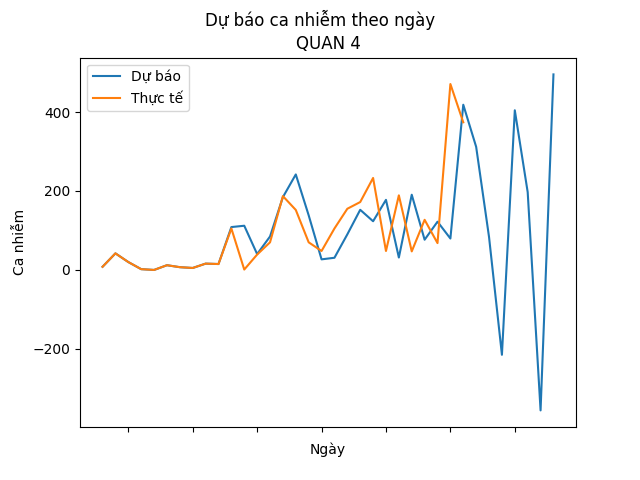 Dự báo ca nhiễm theo ngày
QUAN 4
Dự báo
Thực tế
400
200
0
−200
Ca nhiễm
Ngày